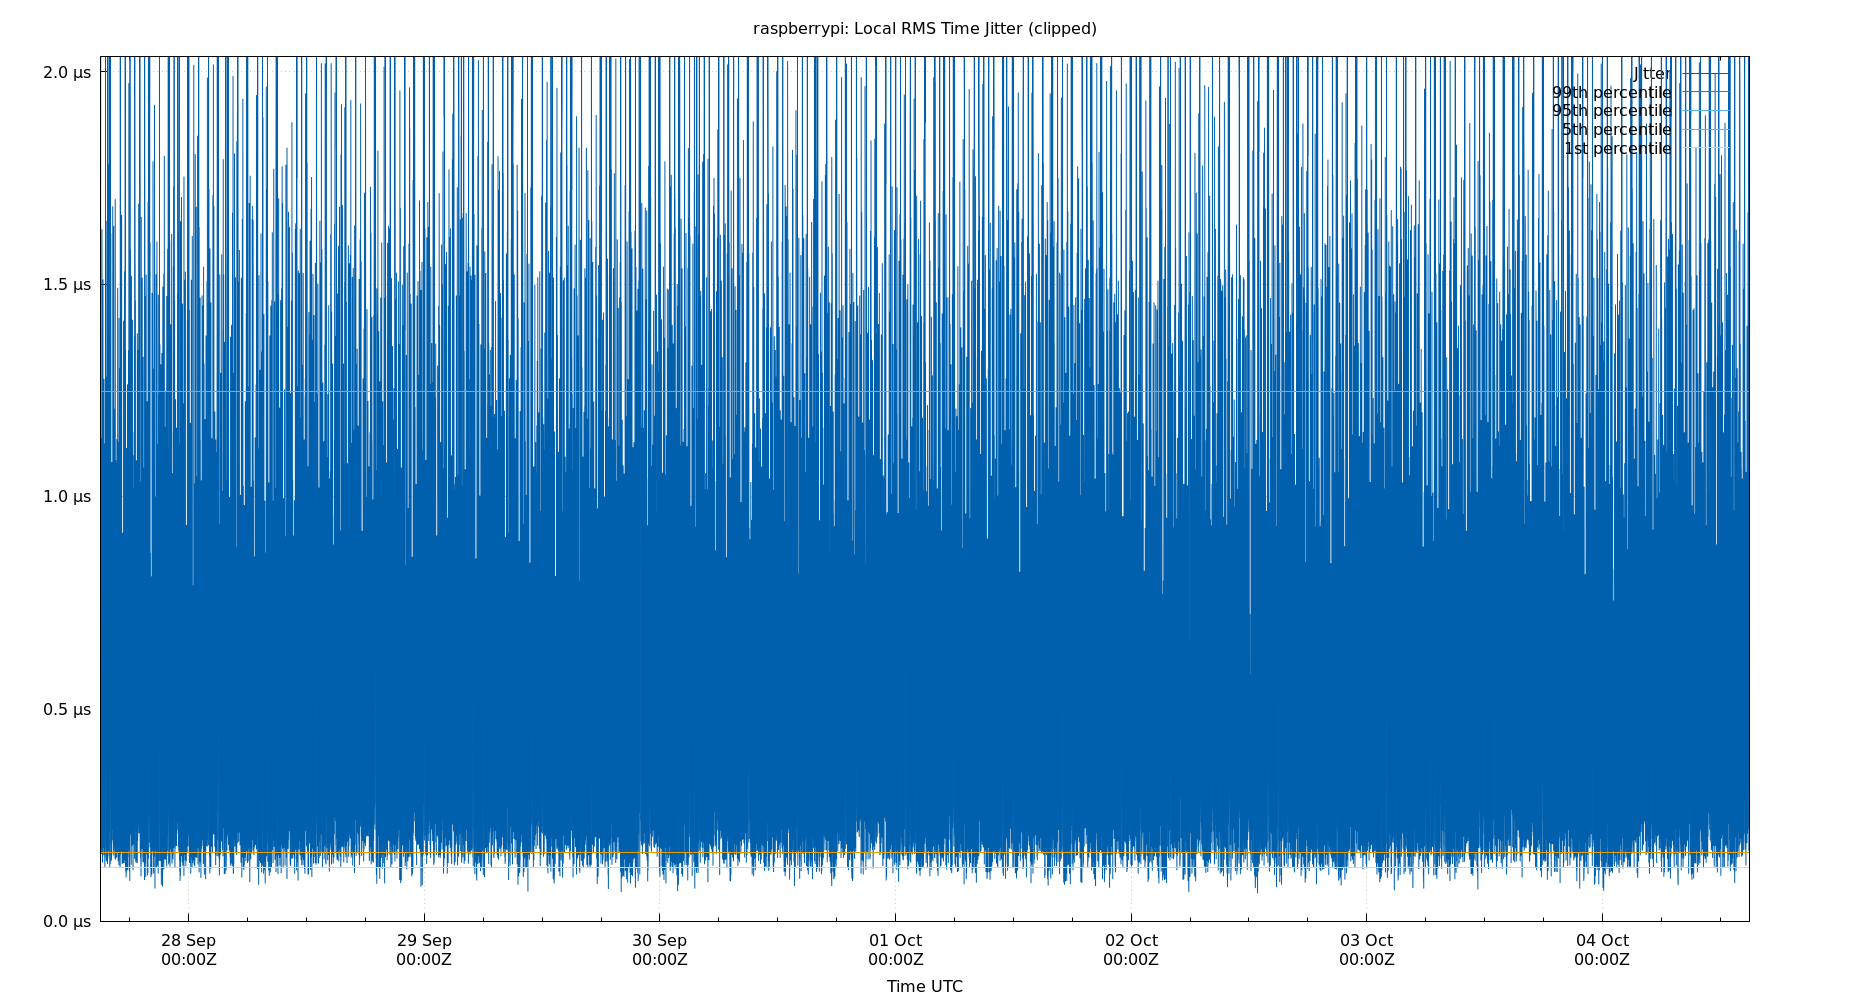 raspberrypi: Local RMS Time Jitter (clipped)
2.0 µs
1.5 µs
1.0 µs
0.5 µs
0.0 µs
Jitter
99th percentile
95th percentile
5th percentile
1st percentile
28 Sep 29 Sep 30 Sep 01 Oct 02 Oct 03 Oct 04 Oct
00:00Z 00:00Z 00:00Z 00:00Z 00:00Z 00:00Z 00:00Z
Time UTC